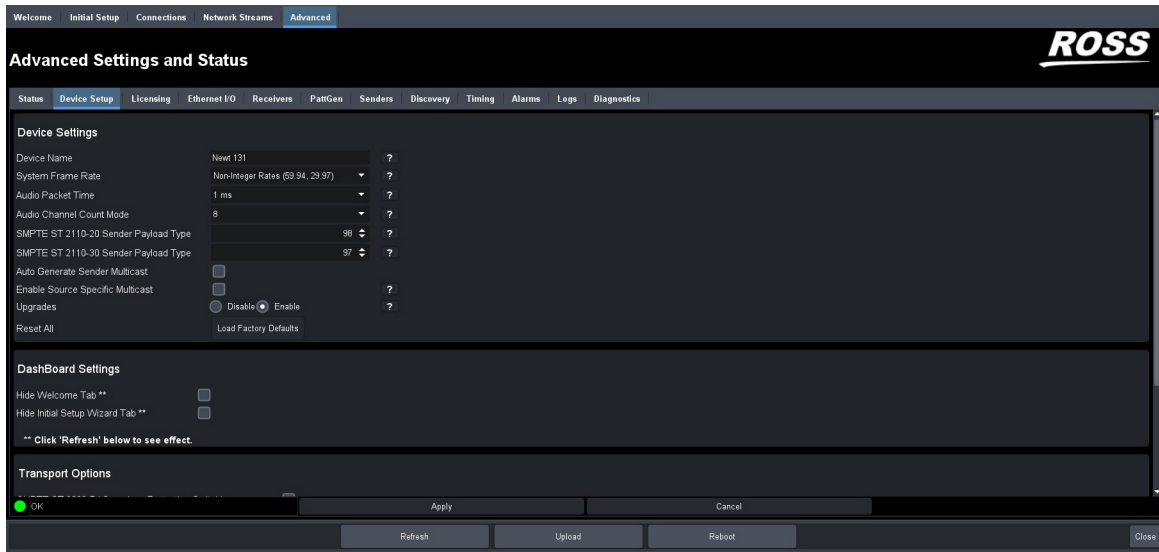 Welcome Initial Setup Connections Network Streams Advanced
Advanced Settings and Status
ROSS
Status Device Setup Licensing Ethernet I/O Receivers PattGen Senders Discovery Timing Alarms Logs Diagnostics
Device Settings
Device Name Newt 131 ?
System Frame Rate Non-Integer Rates (59.94, 29.97) ?
Audio Packet Time 1 ms ?
Audio Channel Count Mode 8 ?
SMPTE ST 2110-20 Sender Payload Type 98 ?
SMPTE ST 2110-30 Sender Payload Type 97 ?
Auto Generate Sender Multicast
Enable Source Specific Multicast ?
Upgrades Disable Enable ?
Reset All Load Factory Defaults
DashBoard Settings
Hide Welcome Tab **
Hide Initial Setup Wizard Tab **
** Click 'Refresh' below to see effect.
Transport Options
OK Apply Cancel
Refresh Upload Reboot Close